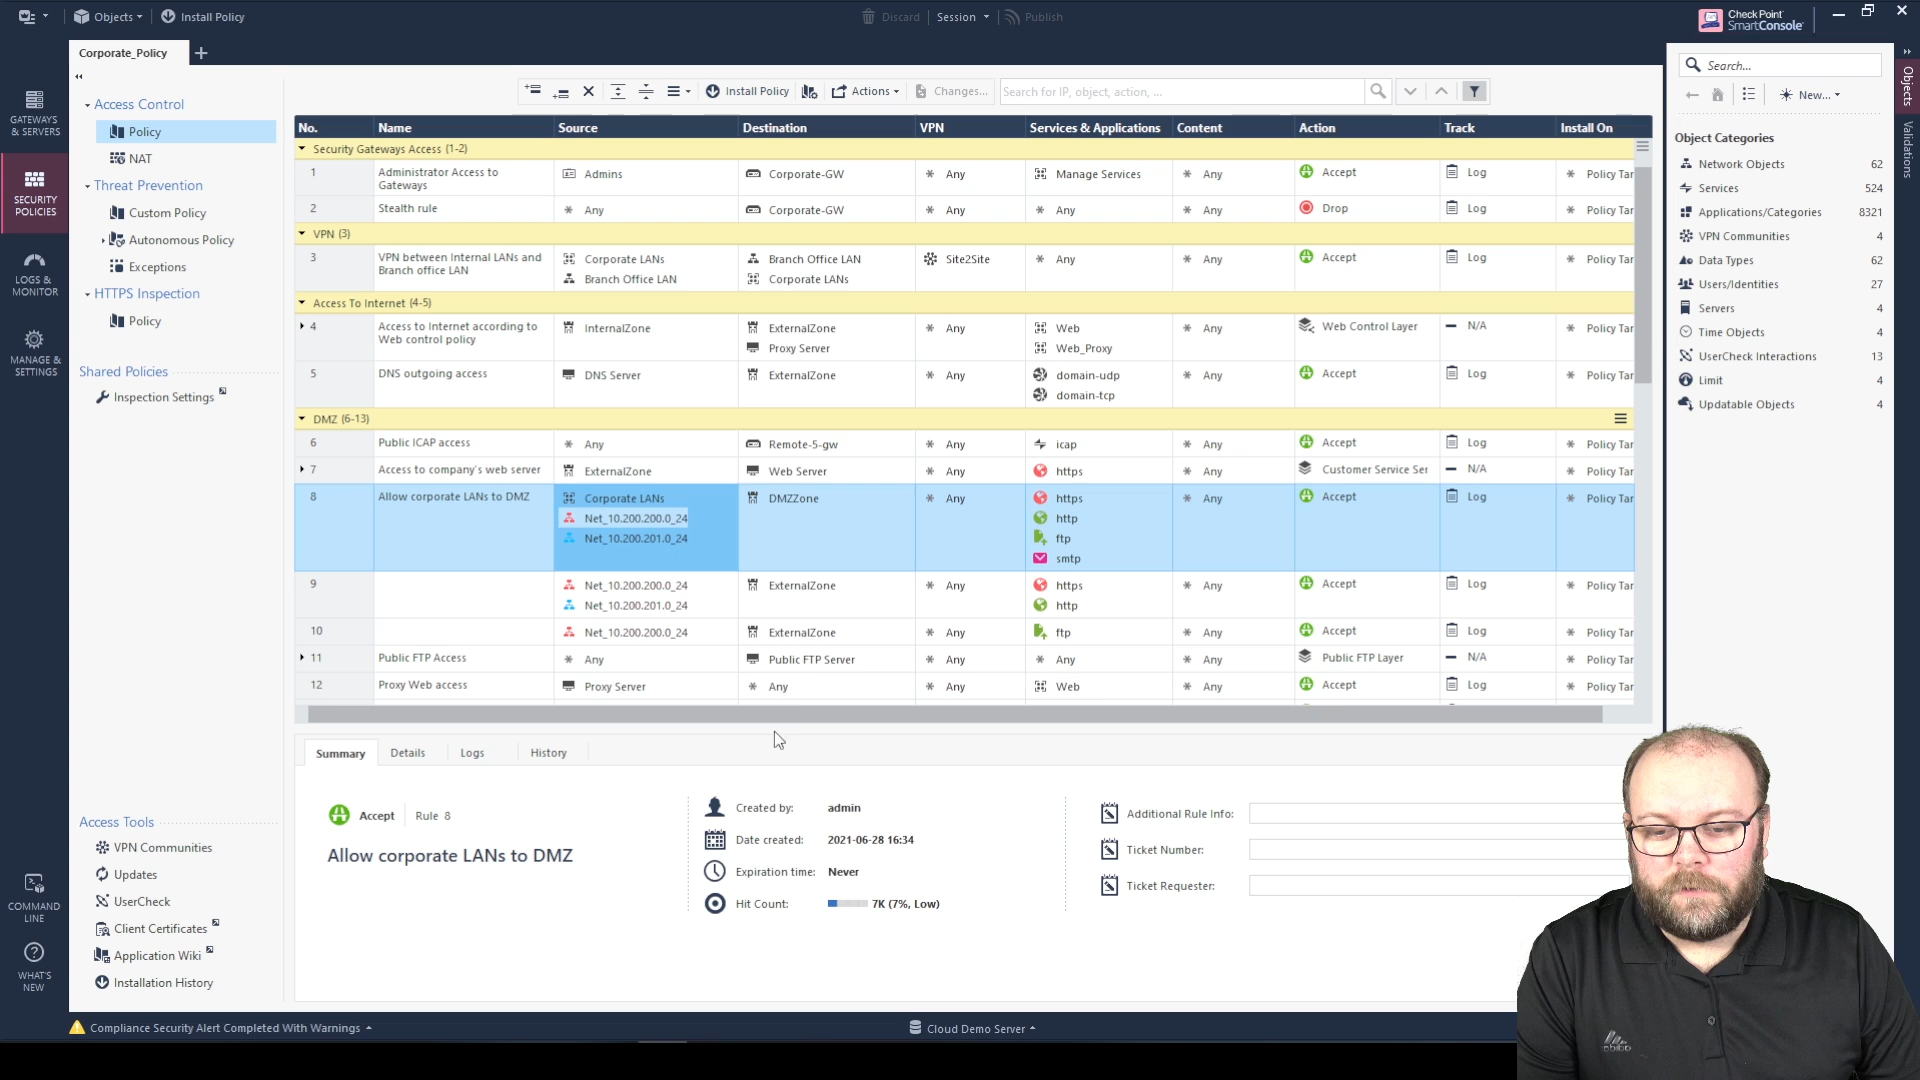 Objects
Install Policy
Discard
Session
Publish
Check Point
SmartConsole
Corporate_Policy
GATEWAYS
& SERVERS
SECURITY
POLICIES
LOGS &
MONITOR
MANAGE &
SETTINGS
COMMAND
LINE
WHAT'S
NEW
Access Control
Policy
NAT
Threat Prevention
Custom Policy
Autonomous Policy
Exceptions
HTTPS Inspection
Policy
Shared Policies
Inspection Settings
Access Tools
VPN Communities
Updates
UserCheck
Client Certificates
Application Wiki
Installation History
Install Policy
Actions
Changes...
Search for IP, object, action, ...
No. Name Source Destination VPN Services & Applications Content Action Track Install On
Security Gateways Access (1-2)
1 Administrator Access to Gateways Admins Corporate-GW Any Manage Services Any Accept Log Policy Tar
2 Stealth rule Any Corporate-GW Any Any Any Drop Log Policy Tar
VPN (3)
3 VPN between Internal LANs and Branch office LAN Corporate LANs Branch Office LAN Site2Site Any Any Accept Log Policy Tar
Branch Office LAN Corporate LANs
Access To Internet (4-5)
4 Access to Internet according to Web control policy InternalZone ExternalZone Any Web Any Web Control Layer N/A Policy Tar
Proxy Server Web_Proxy
5 DNS outgoing access DNS Server ExternalZone Any domain-udp Any Accept Log Policy Tar
domain-tcp
DMZ (6-13)
6 Public ICAP access Any Remote-5-gw Any icap Any Accept Log Policy Tar
7 Access to company's web server ExternalZone Web Server Any https Any Customer Service Ser N/A Policy Tar
8 Allow corporate LANs to DMZ Corporate LANs DMZZone Any https Any Accept Log Policy Tar
Net_10.200.200.0_24 http
Net_10.200.201.0_24 ftp
smtp
9 Net_10.200.200.0_24 ExternalZone Any https Any Accept Log Policy Tar
Net_10.200.201.0_24 http
10 Net_10.200.200.0_24 ExternalZone Any ftp Any Accept Log Policy Tar
11 Public FTP Access Any Public FTP Server Any Any Any Public FTP Layer N/A Policy Tar
12 Proxy Web access Proxy Server Any Any Web Any Accept Log Policy Tar
Summary Details Logs History
Accept Rule 8
Allow corporate LANs to DMZ
Created by: admin
Date created: 2021-06-28 16:34
Expiration time: Never
Hit Count: 7K (7%, Low)
Additional Rule Info:
Ticket Number:
Ticket Requester:
Search...
New...
Object Categories
Network Objects 62
Services 524
Applications/Categories 8321
VPN Communities 4
Data Types 62
Users/Identities 27
Servers 4
Time Objects 4
UserCheck Interactions 13
Limit 4
Updatable Objects 4
Objects
Validations
Compliance Security Alert Completed With Warnings
Cloud Demo Server